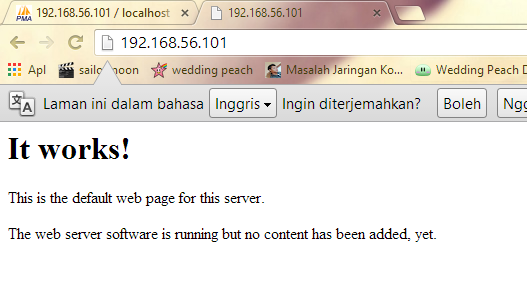 PMA 192.168.56.101 / localhost
192.168.56.101
192.168.56.101
Apl
wedding peach
Masalah Jaringan Ko...
Wedding Peach D
Laman ini dalam bahasa Inggris Ingin diterjemahkan? Boleh Ngg
It works!
This is the default web page for this server.
The web server software is running but no content has been added, yet.